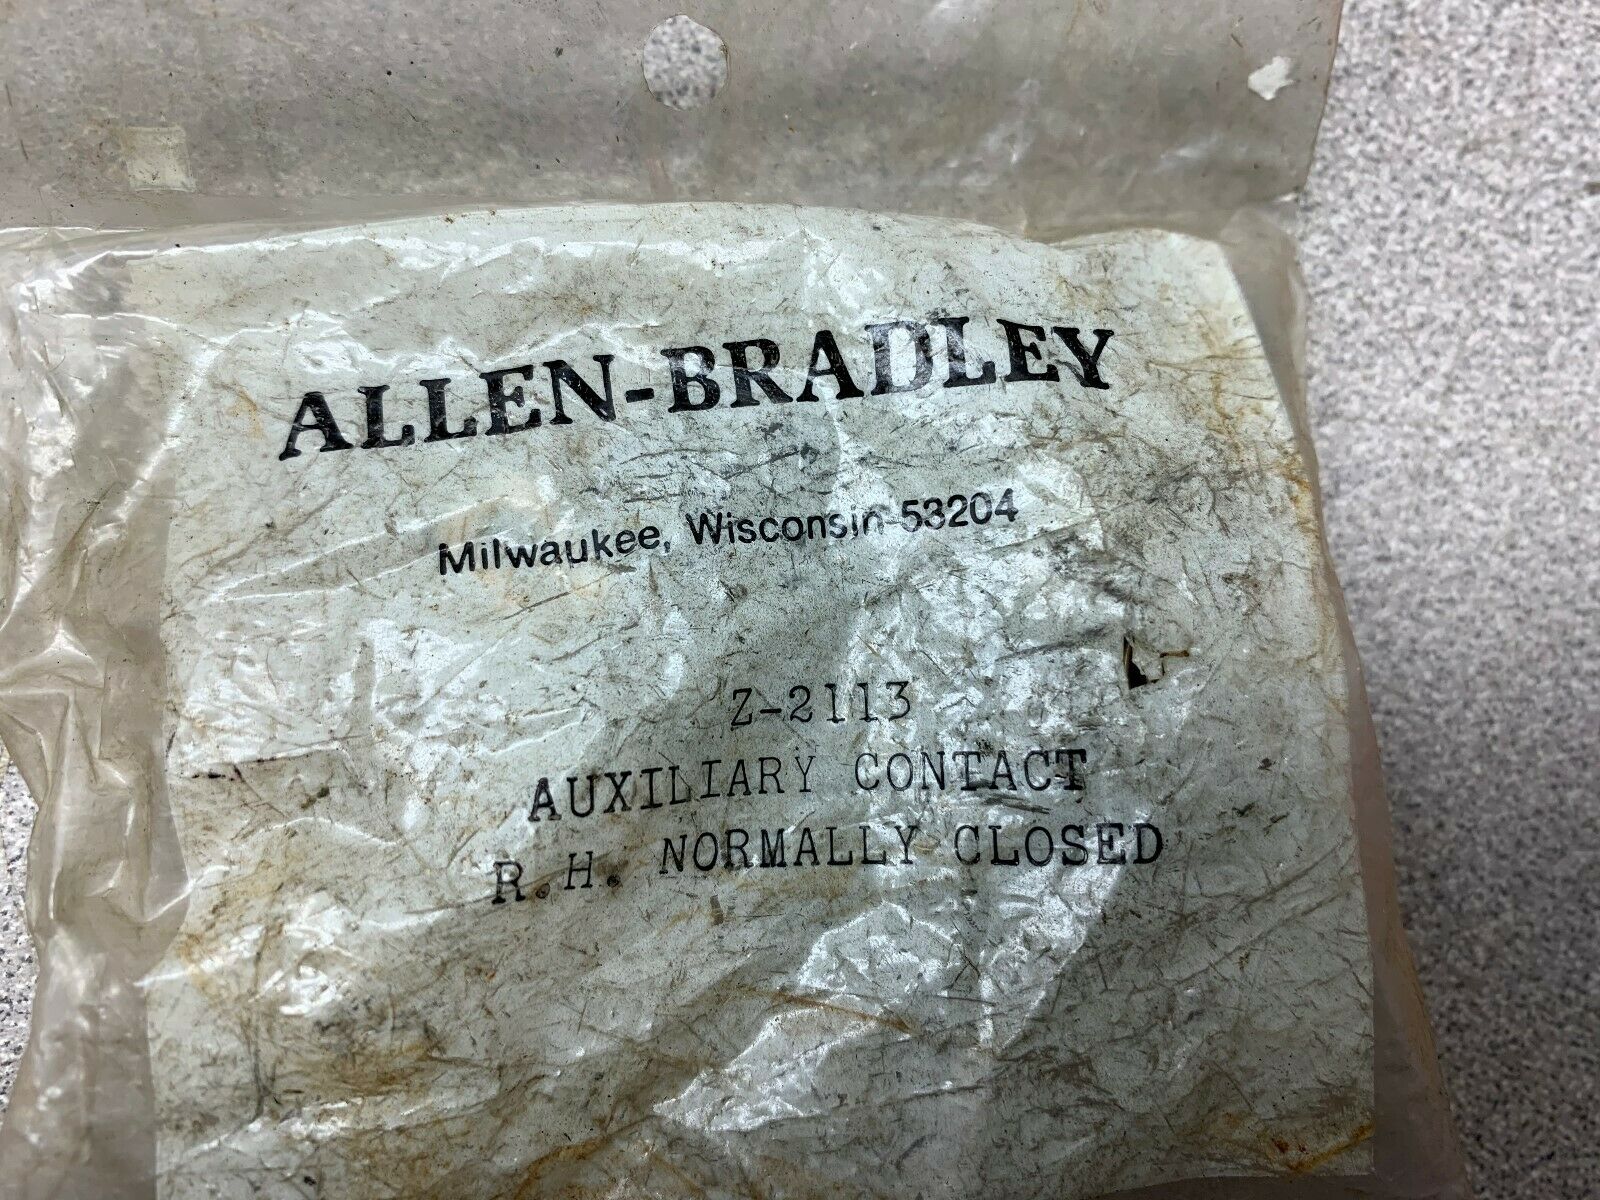 ALLEN-BRADLEY
Milwaukee, Wisconsin 53204
Z-2113
AUXILIARY CONTACT
R.H. NORMALLY CLOSED